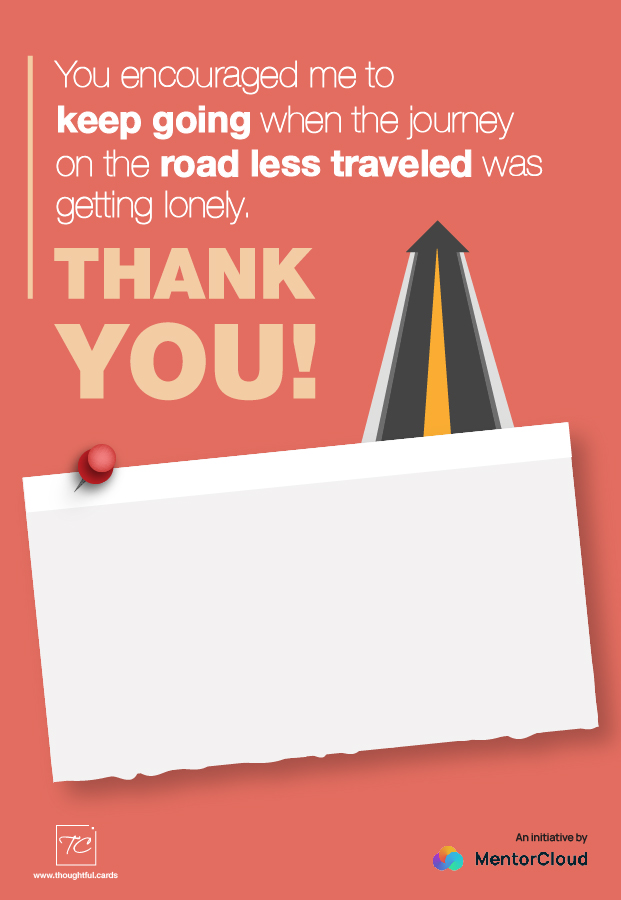 You encouraged me to
keep going when the journey
on the road less traveled was
getting lonely.
THANK
YOU!
TC
www.thoughtful.cards
An initiative by
MentorCloud